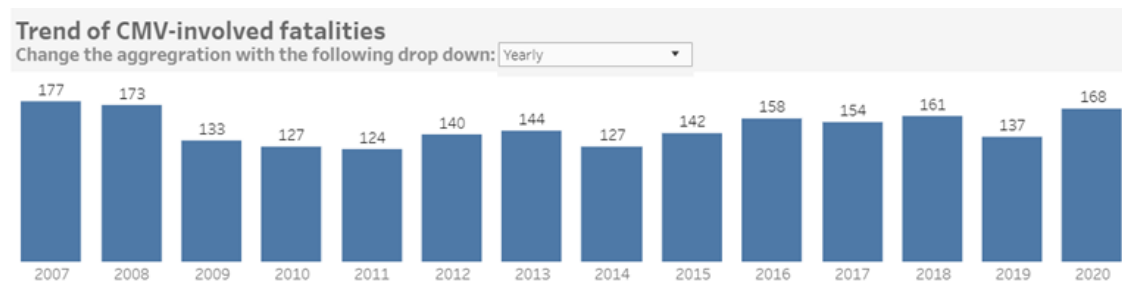 Trend of CMV-involved fatalities
Change the aggregration with the following drop down: Yearly
177 173 133 127 124 140 144 127 142 158 154 161 137 168
2007 2008 2009 2010 2011 2012 2013 2014 2015 2016 2017 2018 2019 2020